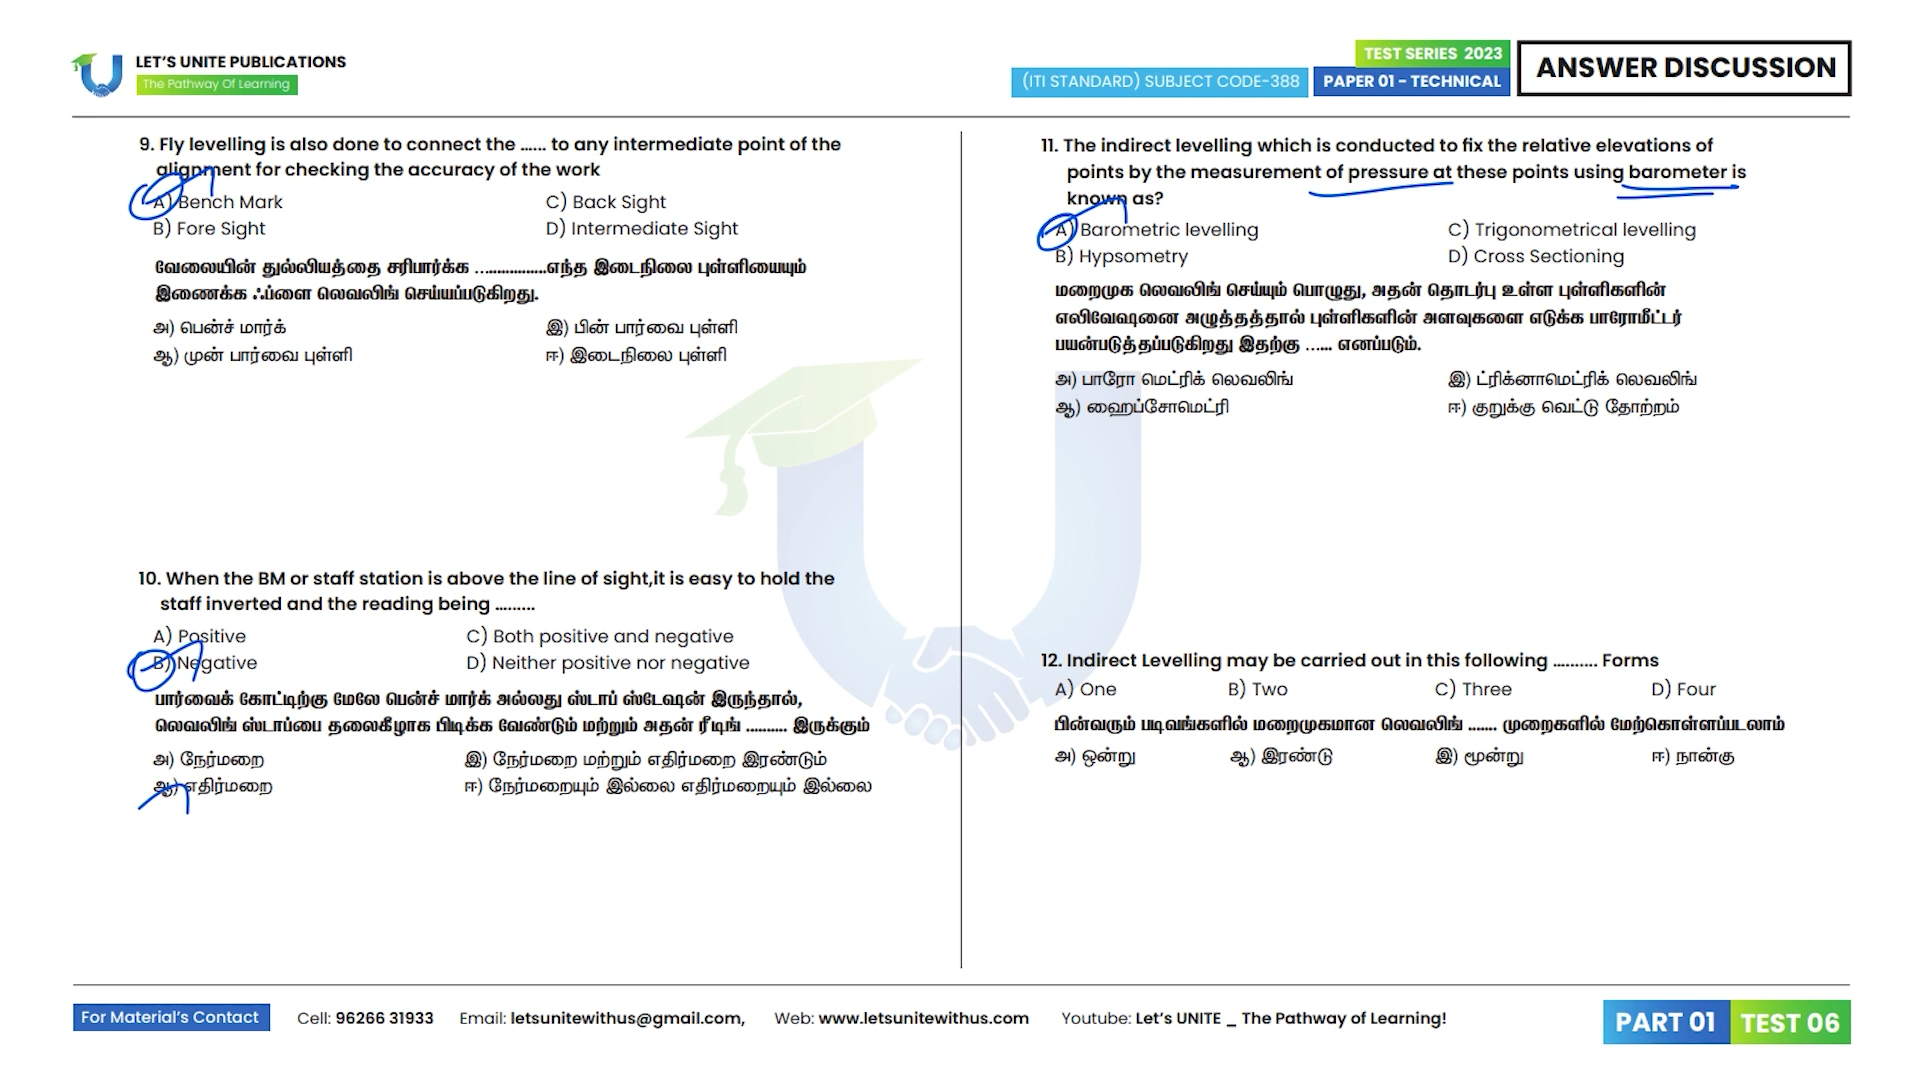 LET'S UNITE PUBLICATIONS
The Pathway Of Learning
TEST SERIES 2023
(ITI STANDARD) SUBJECT CODE-388
PAPER 01 - TECHNICAL
ANSWER DISCUSSION
9. Fly levelling is also done to connect the ...... to any intermediate point of the
alignment for checking the accuracy of the work
A) Bench Mark C) Back Sight
B) Fore Sight D) Intermediate Sight
வேலையின் துல்லியத்தை சரிபார்க்க ..................எந்த இடைநிலை புள்ளியையும்
இணைக்க ஃப்ளை லெவலிங் செய்யப்படுகிறது.
அ) பென்ச் மார்க் இ) பின் பார்வை புள்ளி
ஆ) முன் பார்வை புள்ளி ஈ) இடைநிலை புள்ளி
10. When the BM or staff station is above the line of sight,it is easy to hold the
staff inverted and the reading being .........
A) Positive C) Both positive and negative
B) Negative D) Neither positive nor negative
பார்வைக் கோட்டிற்கு மேலே பென்ச் மார்க் அல்லது ஸ்டாப் ஸ்டேஷன் இருந்தால்,
லெவலிங் ஸ்டாப்பை தலைகீழாக பிடிக்க வேண்டும் மற்றும் அதன் ரீடிங் .......... இருக்கும்
அ) நேர்மறை இ) நேர்மறை மற்றும் எதிர்மறை இரண்டும்
ஆ) எதிர்மறை ஈ) நேர்மறையும் இல்லை எதிர்மறையும் இல்லை
11. The indirect levelling which is conducted to fix the relative elevations of
points by the measurement of pressure at these points using barometer is
known as?
A) Barometric levelling C) Trigonometrical levelling
B) Hypsometry D) Cross Sectioning
மறைமுக லெவலிங் செய்யும் பொழுது, அதன் தொடர்பு உள்ள புள்ளிகளின்
எலிவேஷனை அழுத்தத்தால் புள்ளிகளின் அளவுகளை எடுக்க பாரோமீட்டர்
பயன்படுத்தப்படுகிறது இதற்கு ...... எனப்படும்.
அ) பாரோ மெட்ரிக் லெவலிங் இ) ட்ரிக்னாமெட்ரிக் லெவலிங்
ஆ) ஹைப்சோமெட்ரி ஈ) குறுக்கு வெட்டு தோற்றம்
12. Indirect Levelling may be carried out in this following .......... Forms
A) One B) Two C) Three D) Four
பின்வரும் படிவங்களில் மறைமுகமான லெவலிங் ....... முறைகளில் மேற்கொள்ளப்படலாம்
அ) ஒன்று ஆ) இரண்டு இ) மூன்று ஈ) நான்கு
For Material's Contact Cell: 96266 31933 Email: letsunitewithus@gmail.com, Web: www.letsunitewithus.com Youtube: Let's UNITE _ The Pathway of Learning!
PART 01 TEST 06